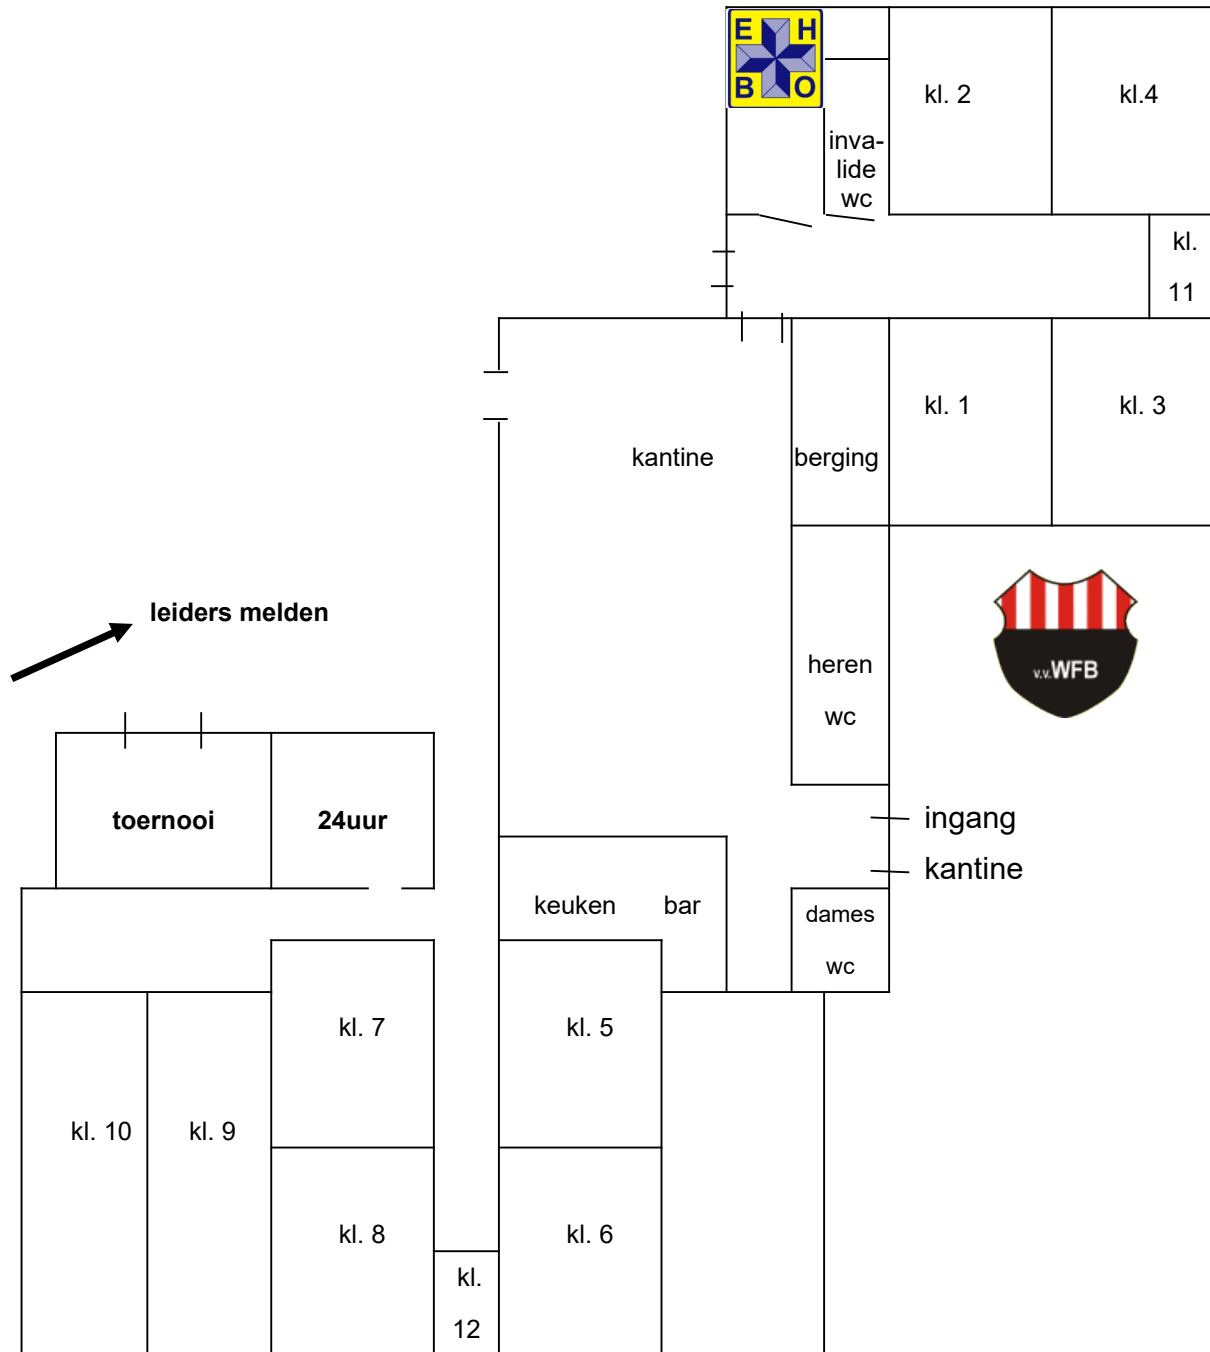 E H
B O
kl. 2
kl.4
inva-
lide
wc
kl.
11
kl. 1
kl. 3
kantine
berging
leiders melden
heren
wc
v.v.WFB
toernooi
24uur
ingang
kantine
keuken
bar
dames
wc
kl. 7
kl. 5
kl. 10
kl. 9
kl. 8
kl. 6
kl.
12